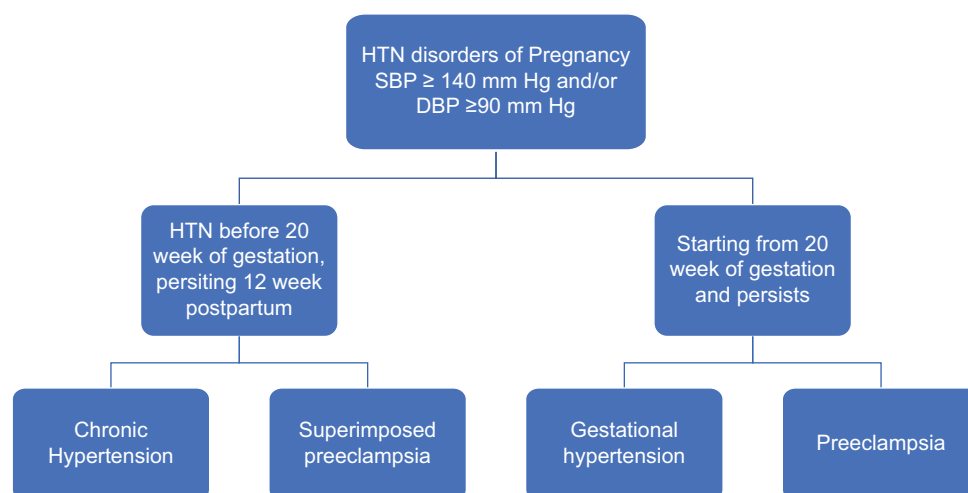 HTN disorders of Pregnancy
SBP ≥ 140 mm Hg and/or
DBP ≥90 mm Hg
HTN before 20
week of gestation,
persiting 12 week
postpartum
Starting from 20
week of gestation
and persists
Chronic
Hypertension
Superimposed
preeclampsia
Gestational
hypertension
Preeclampsia